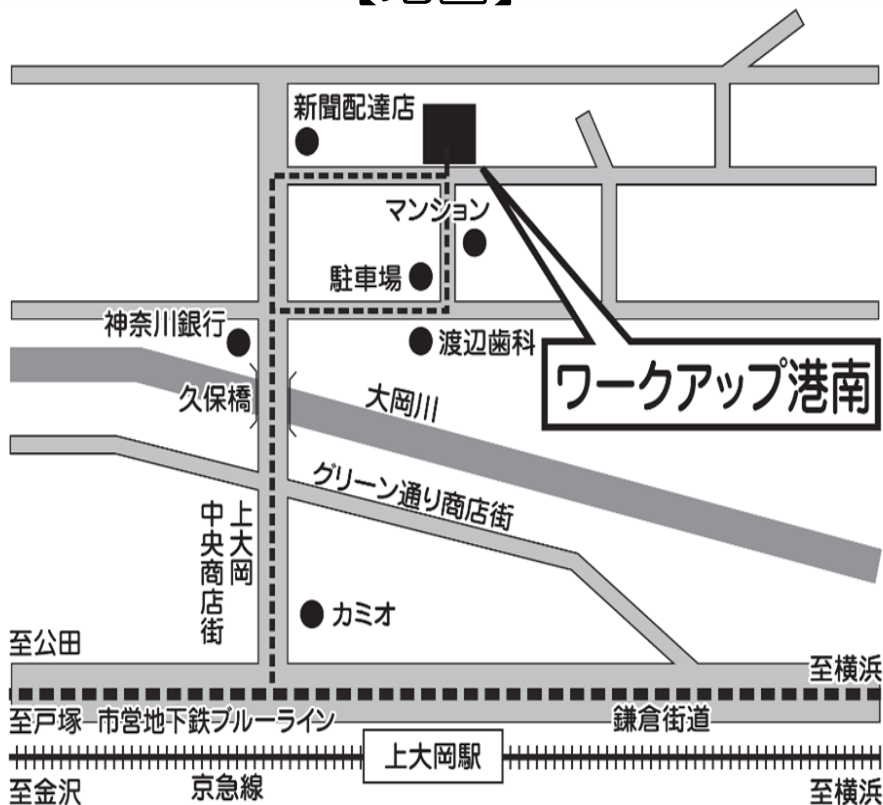 【地図】
新聞配達店
マンション
駐車場
神奈川銀行
渡辺歯科
ワークアップ港南
久保橋
大岡川
グリーン通り商店街
上大岡
中央商店街
カミオ
至公田
至横浜
至戸塚 市営地下鉄ブルーライン
鎌倉街道
上大岡駅
至金沢
京急線
至横浜